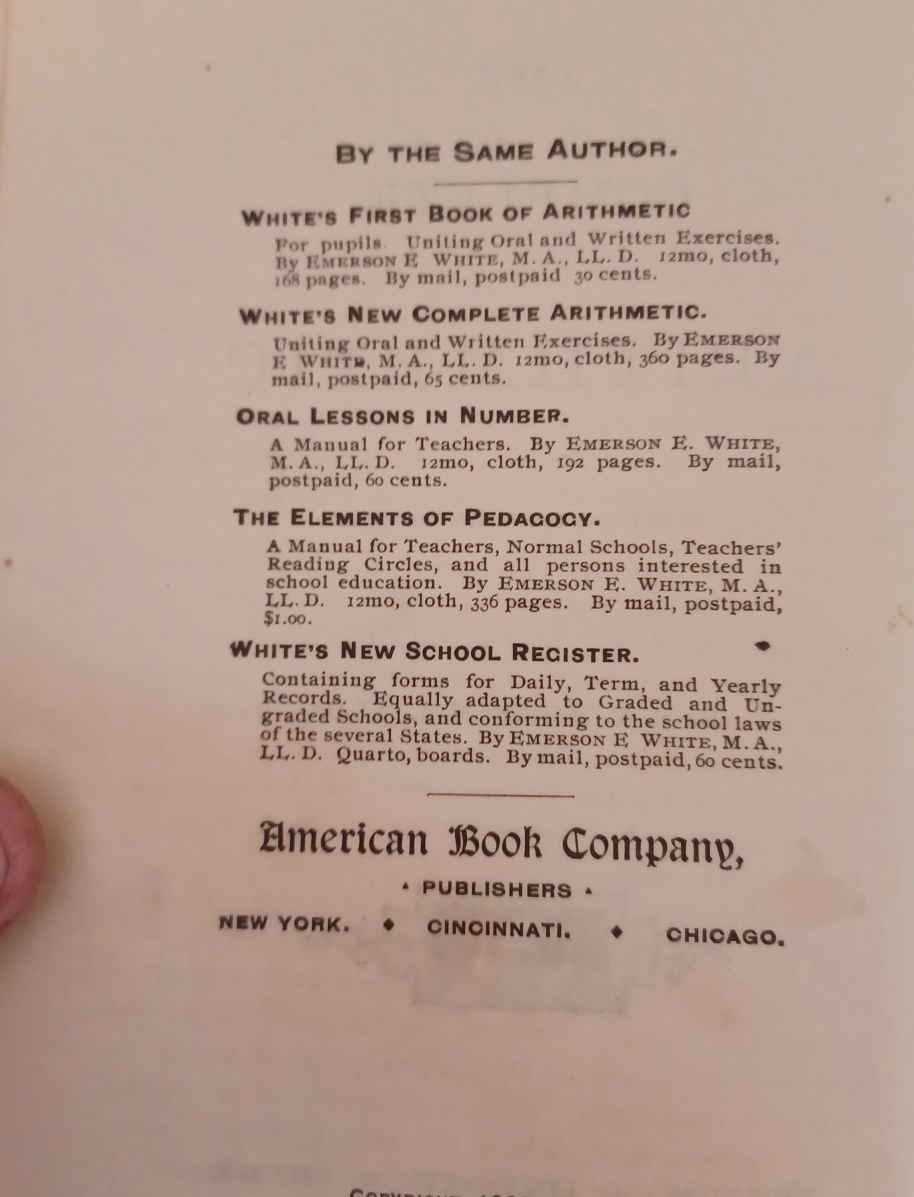 BY THE SAME AUTHOR.
WHITE'S FIRST BOOK OF ARITHMETIC
For pupils. Uniting Oral and Written Exercises.
By EMERSON E WHITE, M. A., LL. D. 12mo, cloth,
168 pages. By mail, postpaid 30 cents.
WHITE'S NEW COMPLETE ARITHMETIC.
Uniting Oral and Written Exercises. By EMERSON
E WHITE, M. A., LL. D. 12mo, cloth, 360 pages. By
mail, postpaid, 65 cents.
ORAL LESSONS IN NUMBER.
A Manual for Teachers. By EMERSON E. WHITE,
M. A., LL. D. 12mo, cloth, 192 pages. By mail,
postpaid, 60 cents.
THE ELEMENTS OF PEDAGOGY.
A Manual for Teachers, Normal Schools, Teachers'
Reading Circles, and all persons interested in
school education. By EMERSON E. WHITE, M. A.,
LL. D. 12mo, cloth, 336 pages. By mail, postpaid,
$1.00.
WHITE'S NEW SCHOOL REGISTER.
Containing forms for Daily, Term, and Yearly
Records. Equally adapted to Graded and Un-
graded Schools, and conforming to the school laws
of the several States. By EMERSON E WHITE, M. A.,
LL. D. Quarto, boards. By mail, postpaid, 60 cents.
American Book Company,
PUBLISHERS
NEW YORK. ♦ CINCINNATI. ♦ CHICAGO.
COPYRIGHT